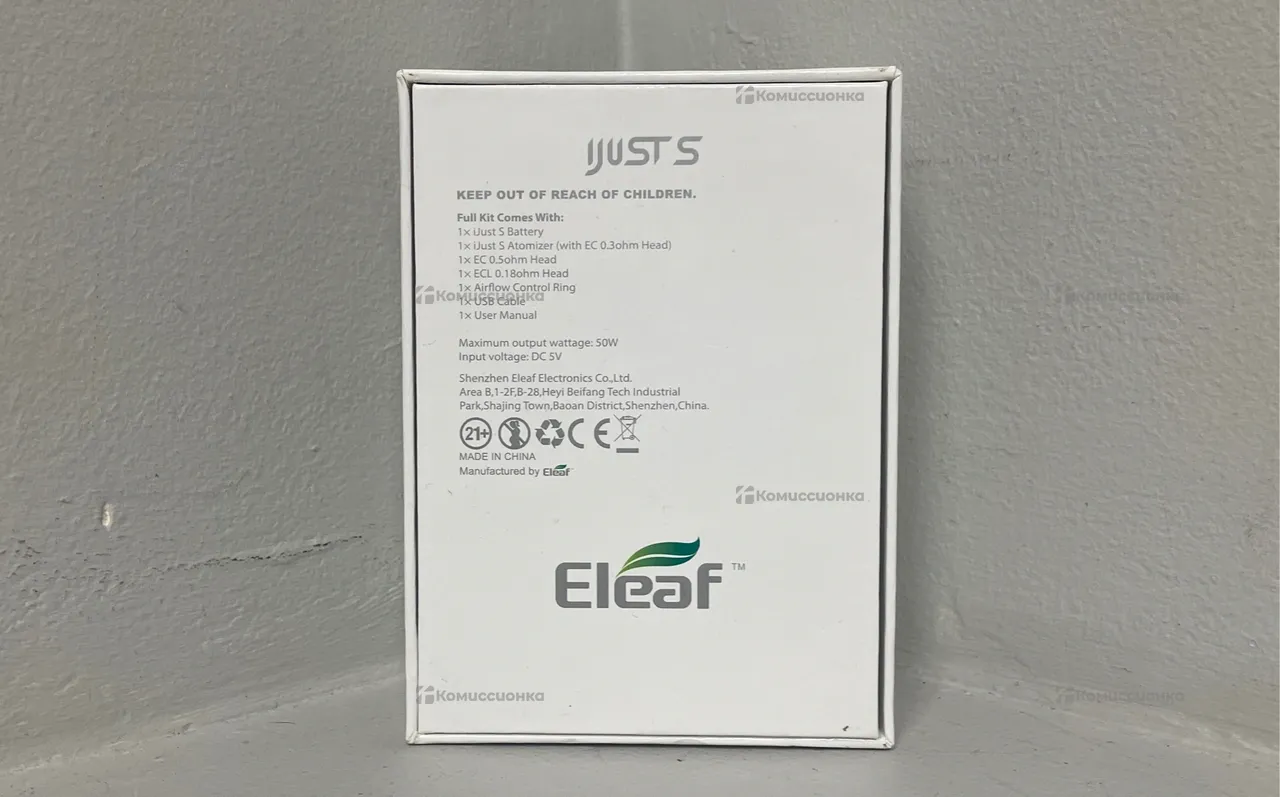 Комиссионка
IJUST S
KEEP OUT OF REACH OF CHILDREN.
Full Kit Comes With:
1× iJust S Battery
1× iJust S Atomizer (with EC 0.3ohm Head)
1× EC 0.5ohm Head
1× ECL 0.18ohm Head
1× Airflow Control Ring
Комиссионка
Комиссионка
1× USB Cable
1× User Manual
Maximum output wattage: 50W
Input voltage: DC 5V
Shenzhen Eleaf Electronics Co.,Ltd.
Area B,1-2F,B-28,Heyi Beifang Tech Industrial
Park,Shajing Town,Baoan District,Shenzhen,China.
21+ CE
MADE IN CHINA
Manufactured by Eleaf
Комиссионка
Eleaf ™
Комиссионка
Комиссионка